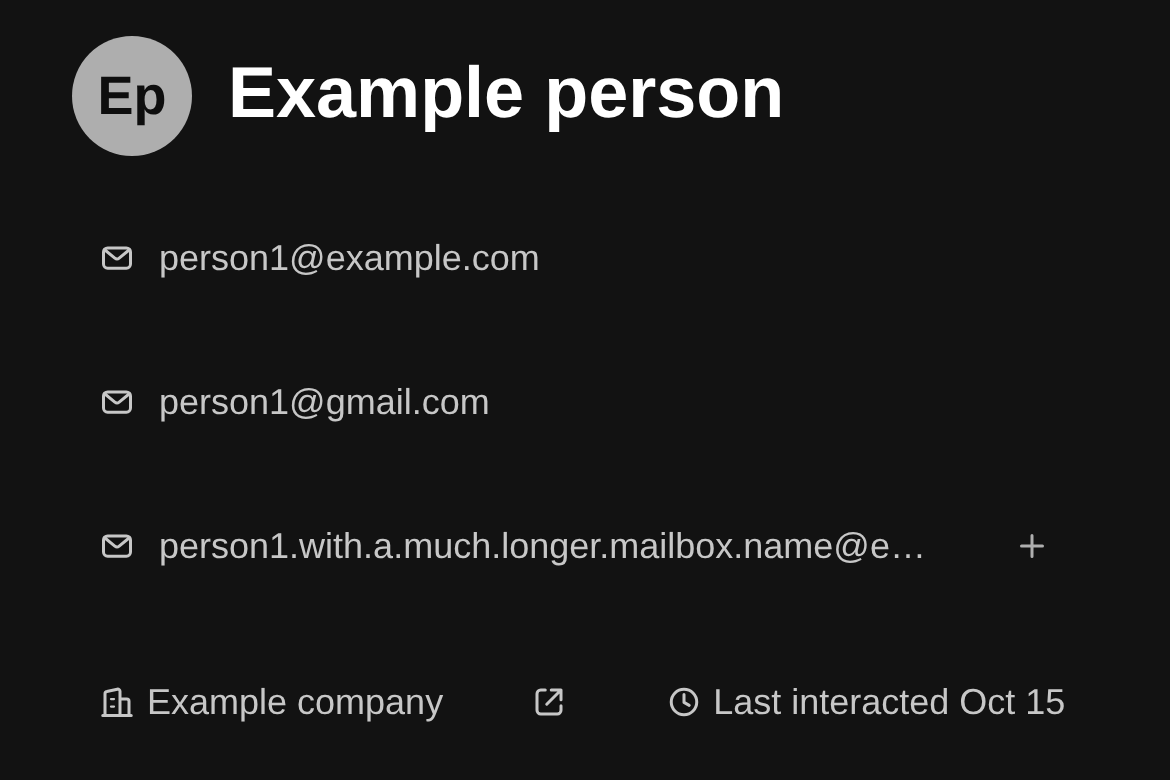 Ep Example person
person1@example.com
person1@gmail.com
person1.with.a.much.longer.mailbox.name@e…
Example company Last interacted Oct 15